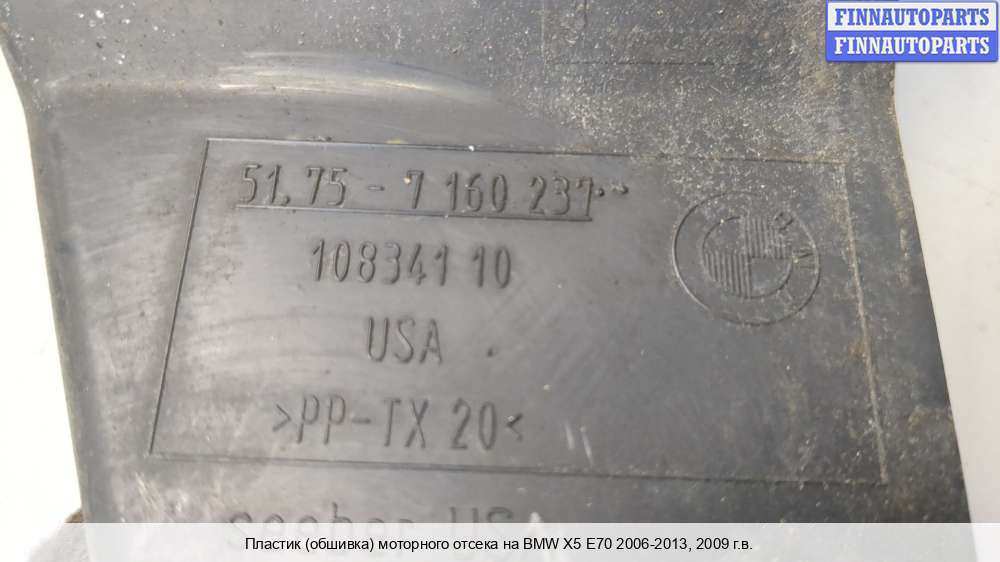 FINNAUTOPARTS
FINNAUTOPARTS
51.75 - 7 160 237
108341 10
USA
>PP-TX 20<
Пластик (обшивка) моторного отсека на BMW X5 E70 2006-2013, 2009 г.в.